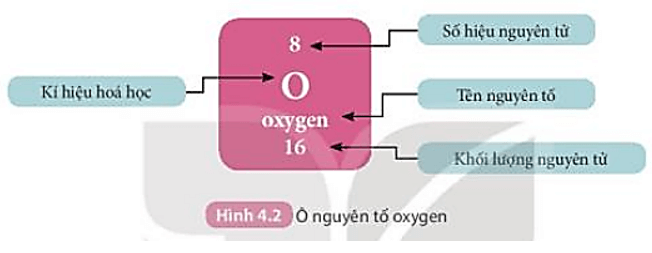 Số hiệu nguyên tử
8
Kí hiệu hoá học
O
Tên nguyên tố
oxygen
16
Khối lượng nguyên tử
Hình 4.2 Ô nguyên tố oxygen